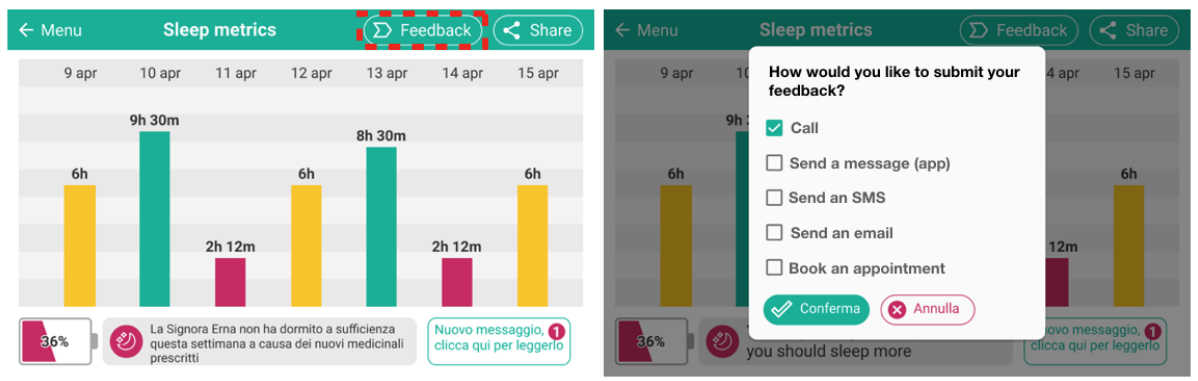 ← Menu
Sleep metrics
Feedback
Share
9 apr
10 apr
11 apr
12 apr
13 apr
14 apr
15 apr
6h
9h 30m
2h 12m
6h
8h 30m
2h 12m
6h
36%
La Signora Erna non ha dormito a sufficienza
questa settimana a causa dei nuovi medicinali
prescritti
Nuovo messaggio,
clicca qui per leggerlo
1
← Menu
Sleep metrics
Feedback
Share
9 apr
10
4 apr
15 apr
6h
9h
12m
6h
How would you like to submit your
feedback?
Call
Send a message (app)
Send an SMS
Send an email
Book an appointment
Conferma
Annulla
36%
you should sleep more
ovo messaggio,
clicca qui per leggerlo
1